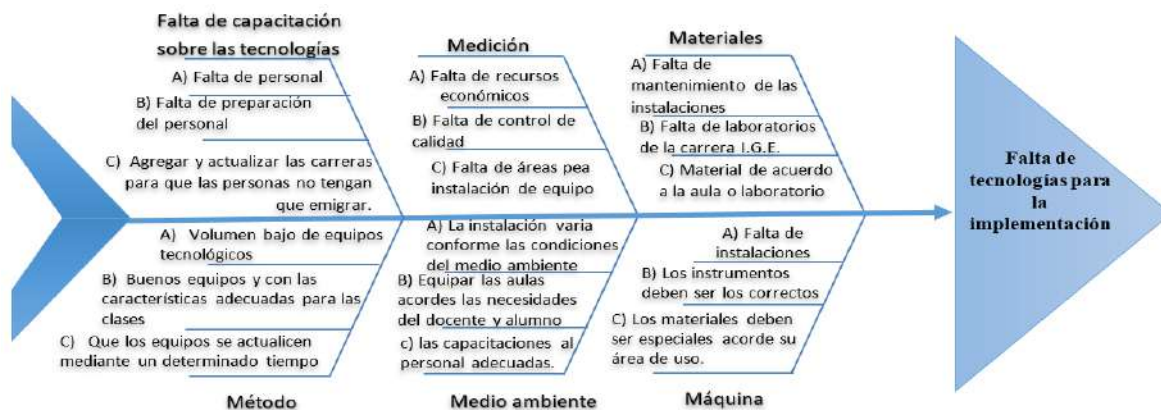 Falta de capacitación
sobre las tecnologías
A) Falta de personal
B) Falta de preparación
del personal
C) Agregar y actualizar las carreras
para que las personas no tengan
que emigrar.
Medición
A) Falta de recursos
económicos
B) Falta de control de
calidad
C) Falta de áreas pea
instalación de equipo
Materiales
A) Falta de
mantenimiento de las
instalaciones
B) Falta de laboratorios
de la carrera I.G.E.
C) Material de acuerdo
a la aula o laboratorio
Falta de
tecnologías para
la
implementación
A) Volumen bajo de equipos
tecnológicos
B) Buenos equipos y con las
características adecuadas para las
clases
C) Que los equipos se actualicen
mediante un determinado tiempo
Método
A) La instalación varia
conforme las condiciones
del medio ambiente
B) Equipar las aulas
acordes las necesidades
del docente y alumno
c) las capacitaciones al
personal adecuadas.
Medio ambiente
A) Falta de
instalaciones
B) Los instrumentos
deben ser los correctos
C) Los materiales deben
ser especiales acorde su
área de uso.
Máquina